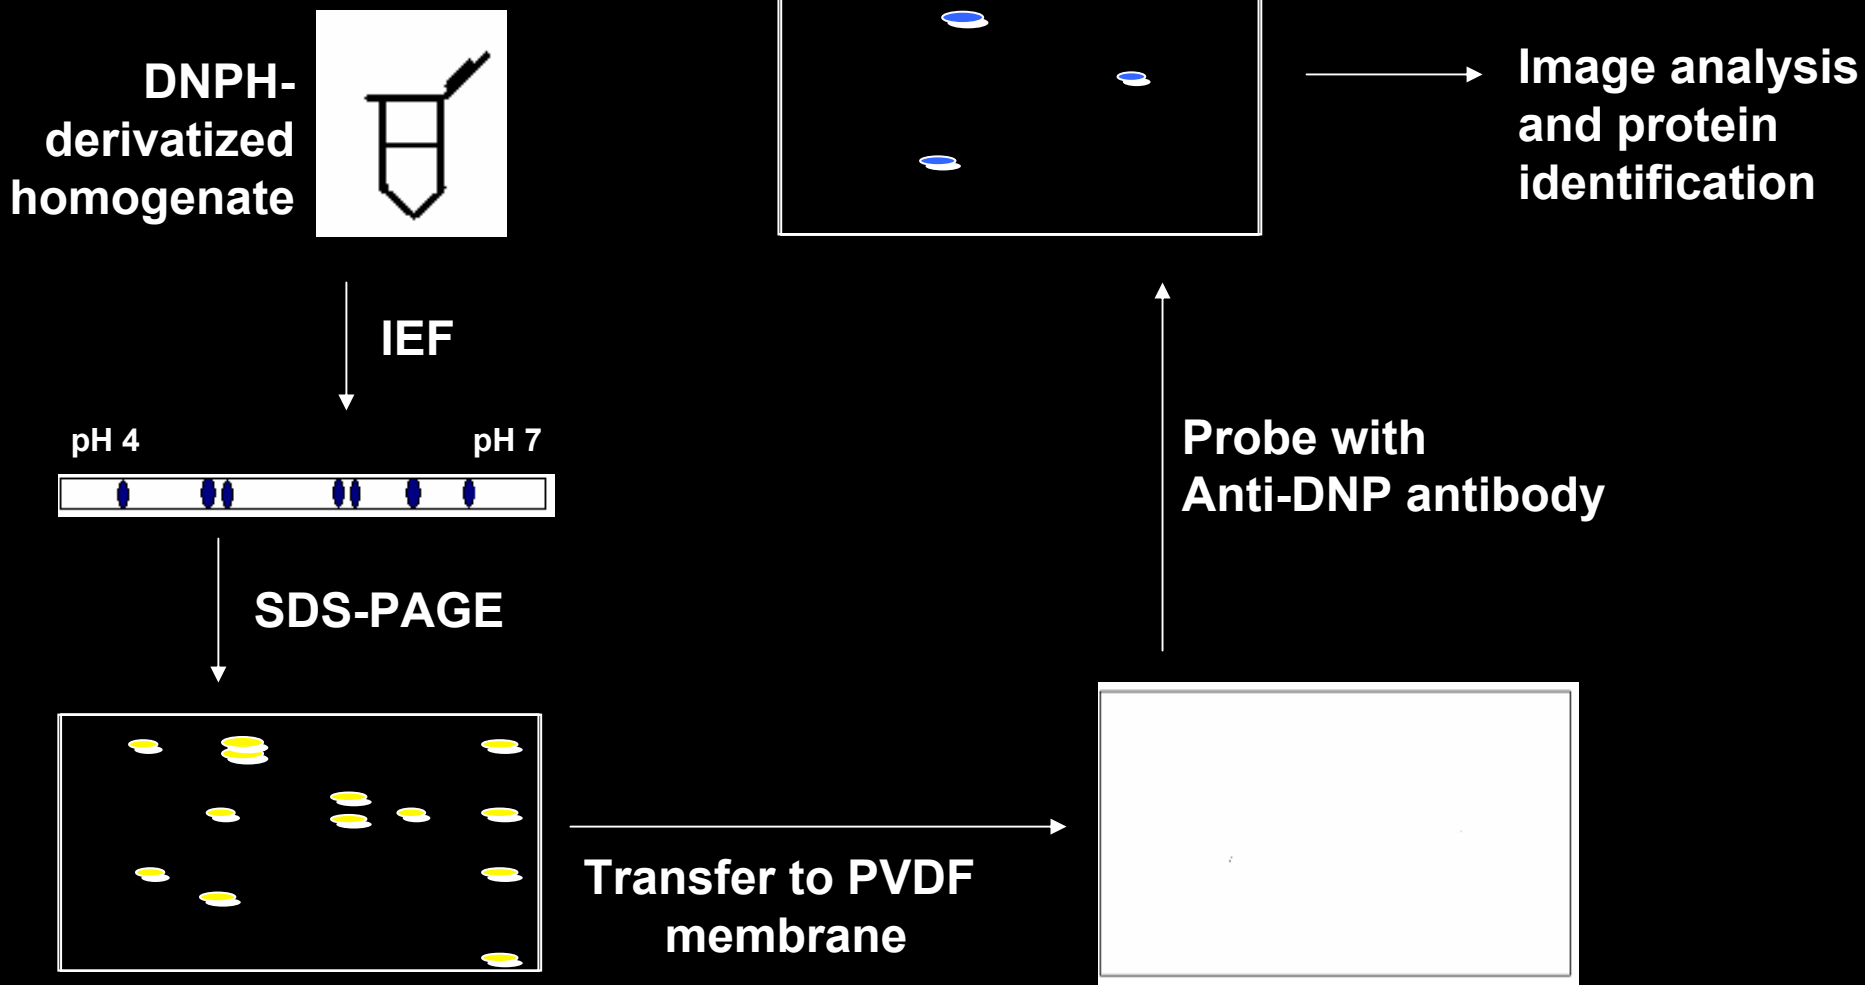 DNPH-
derivatized
homogenate
IEF
pH 4
pH 7
SDS-PAGE
Transfer to PVDF
membrane
Probe with
Anti-DNP antibody
Image analysis
and protein
identification